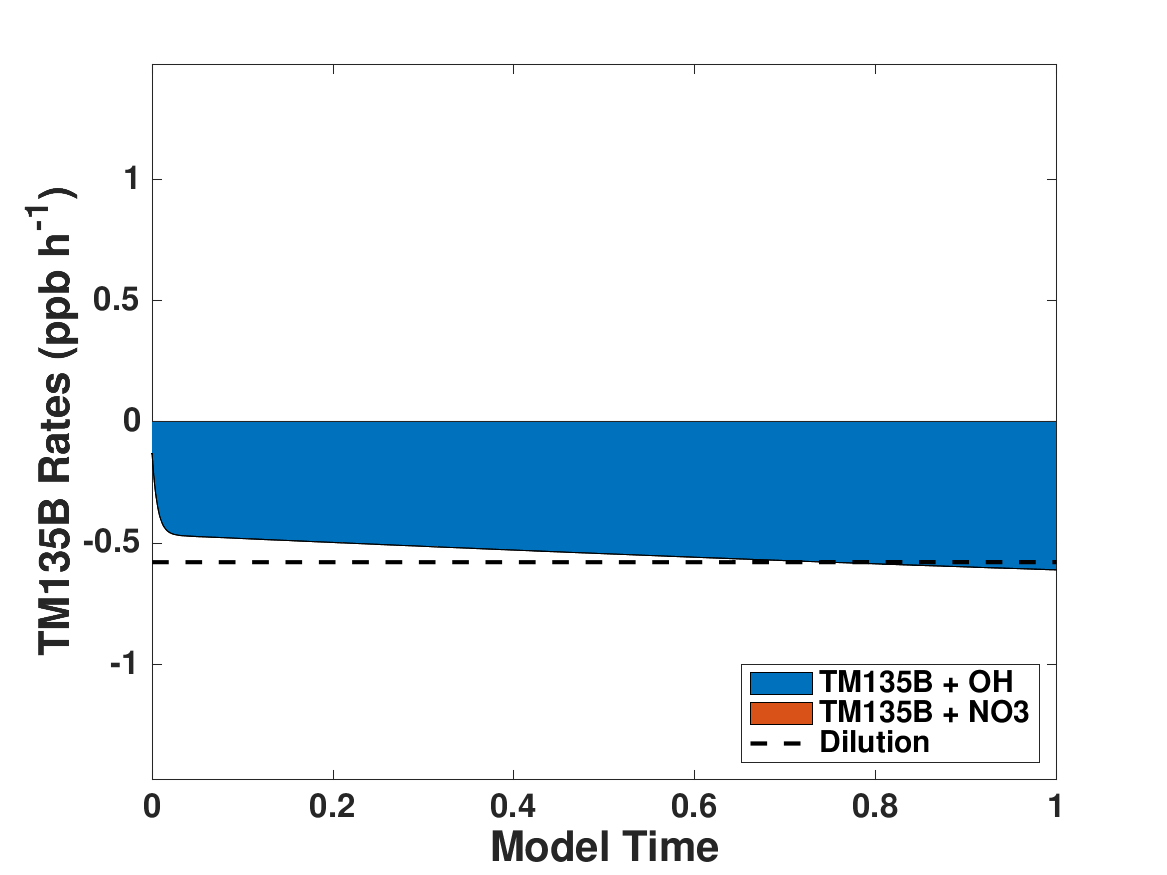 TM135B Rates (ppb h-1)
1
0.5
0
-0.5
-1
TM135B + OH
TM135B + NO3
Dilution
0 0.2 0.4 0.6 0.8 1
Model Time